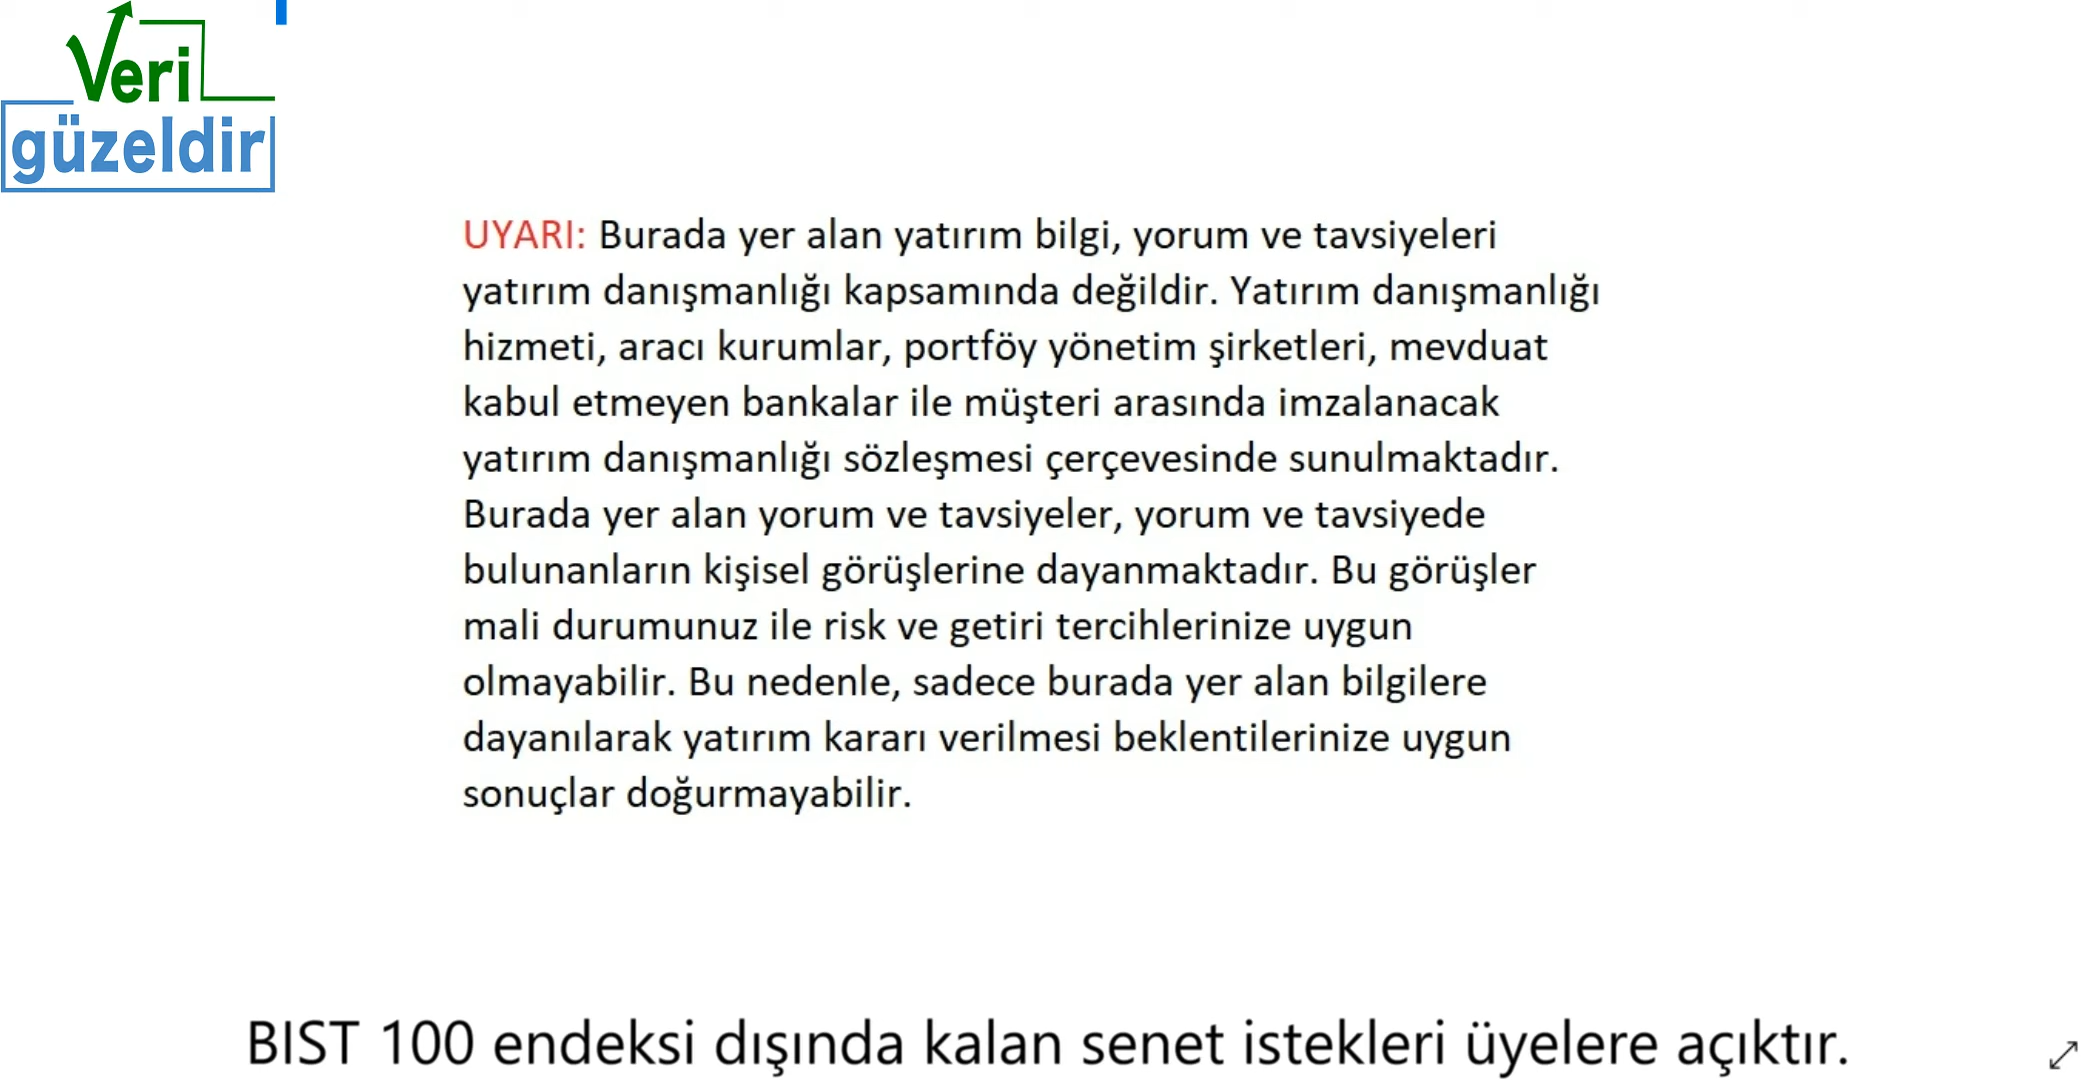 Veri
güzeldir
UYARI: Burada yer alan yatırım bilgi, yorum ve tavsiyeleri
yatırım danışmanlığı kapsamında değildir. Yatırım danışmanlığı
hizmeti, aracı kurumlar, portföy yönetim şirketleri, mevduat
kabul etmeyen bankalar ile müşteri arasında imzalanacak
yatırım danışmanlığı sözleşmesi çerçevesinde sunulmaktadır.
Burada yer alan yorum ve tavsiyeler, yorum ve tavsiyede
bulunanların kişisel görüşlerine dayanmaktadır. Bu görüşler
mali durumunuz ile risk ve getiri tercihlerinize uygun
olmayabilir. Bu nedenle, sadece burada yer alan bilgilere
dayanılarak yatırım kararı verilmesi beklentilerinize uygun
sonuçlar doğurmayabilir.
BIST 100 endeksi dışında kalan senet istekleri üyelere açıktır.